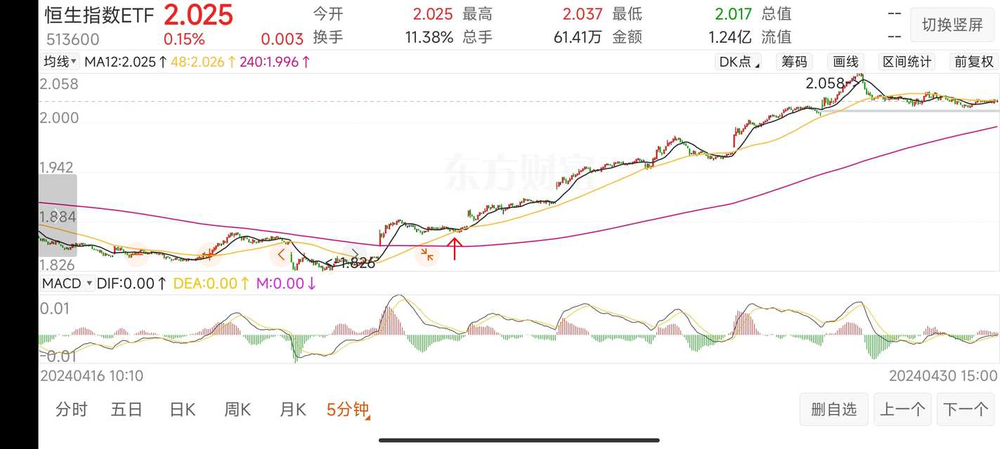 恒生指数ETF 2.025 今开 2.025 最高 2.037 最低 2.017 总值 -- 切换竖屏
513600 0.15% 0.003 换手 11.38% 总手 61.41万 金额 1.24亿 流值 --
均线 MA12:2.025↑ 48:2.026↑ 240:1.996↑ DK点 筹码 画线 区间统计 前复权
2.058
2.058
2.000
东方财富
1.942
1.884
1.826
1.826
MACD DIF:0.00↑ DEA:0.00↑ M:0.00↓
0.01
-0.01
20240416 10:10 20240430 15:00
分时 五日 日K 周K 月K 5分钟 删自选 上一个 下一个